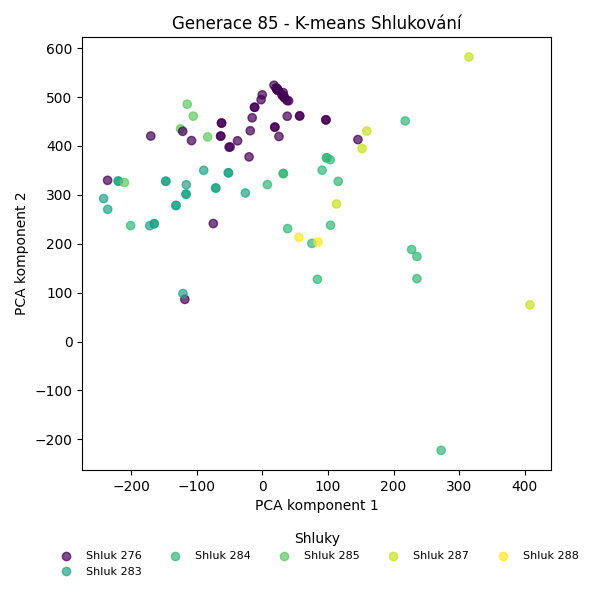 Generace 85 - K-means Shlukování
600
500
400
300
200
100
0
−100
−200
PCA komponent 2
−200 −100 0 100 200 300 400
PCA komponent 1
Shluky
Shluk 276 Shluk 284 Shluk 285 Shluk 287 Shluk 288
Shluk 283